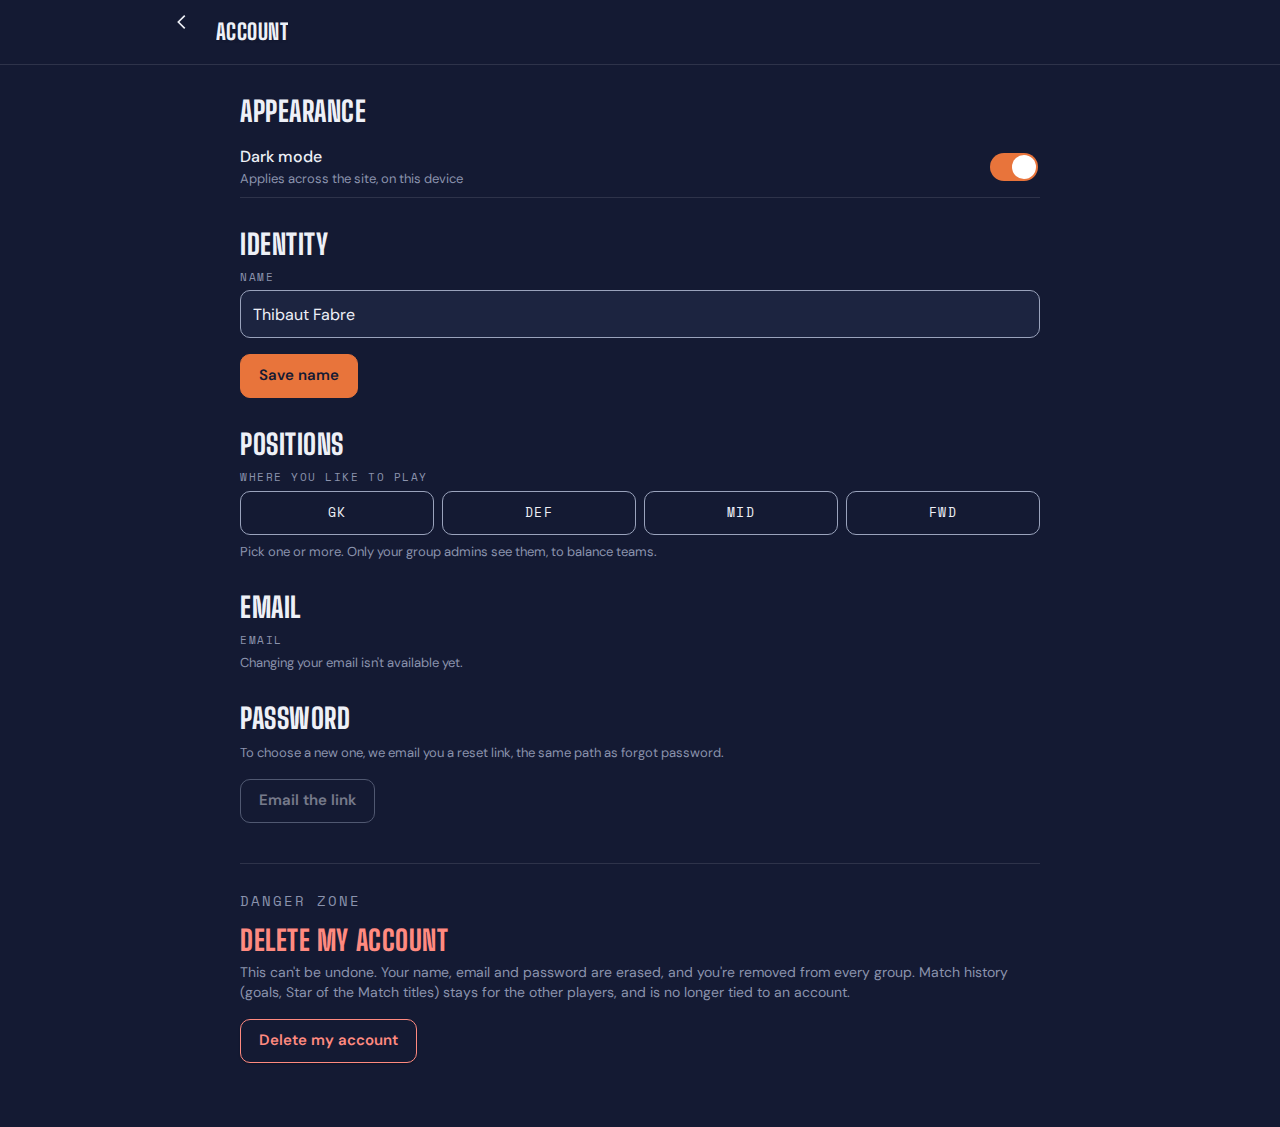 ACCOUNT
APPEARANCE
Dark mode
Applies across the site, on this device
IDENTITY
NAME
Thibaut Fabre
Save name
POSITIONS
WHERE YOU LIKE TO PLAY
GK
DEF
MID
FWD
Pick one or more. Only your group admins see them, to balance teams.
EMAIL
EMAIL
Changing your email isn't available yet.
PASSWORD
To choose a new one, we email you a reset link, the same path as forgot password.
Email the link
DANGER ZONE
DELETE MY ACCOUNT
This can't be undone. Your name, email and password are erased, and you're removed from every group. Match history
(goals, Star of the Match titles) stays for the other players, and is no longer tied to an account.
Delete my account